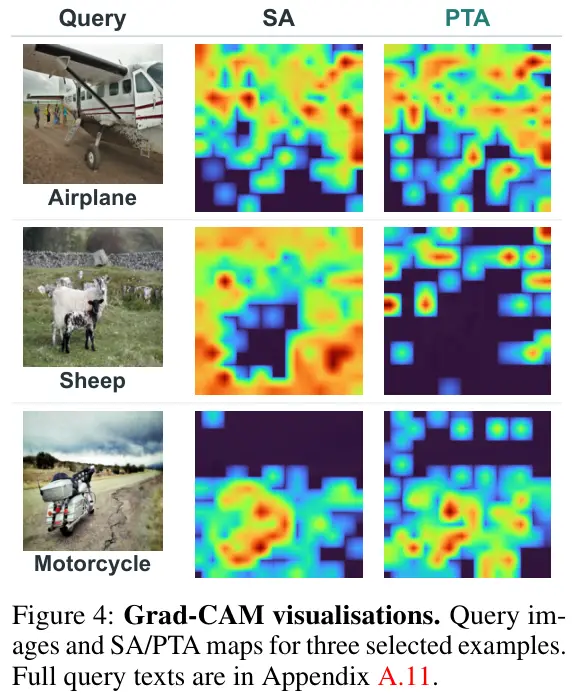 Query SA PTA
Airplane
Sheep
Motorcycle
Figure 4: Grad-CAM visualisations. Query im-
ages and SA/PTA maps for three selected examples.
Full query texts are in Appendix A.11.